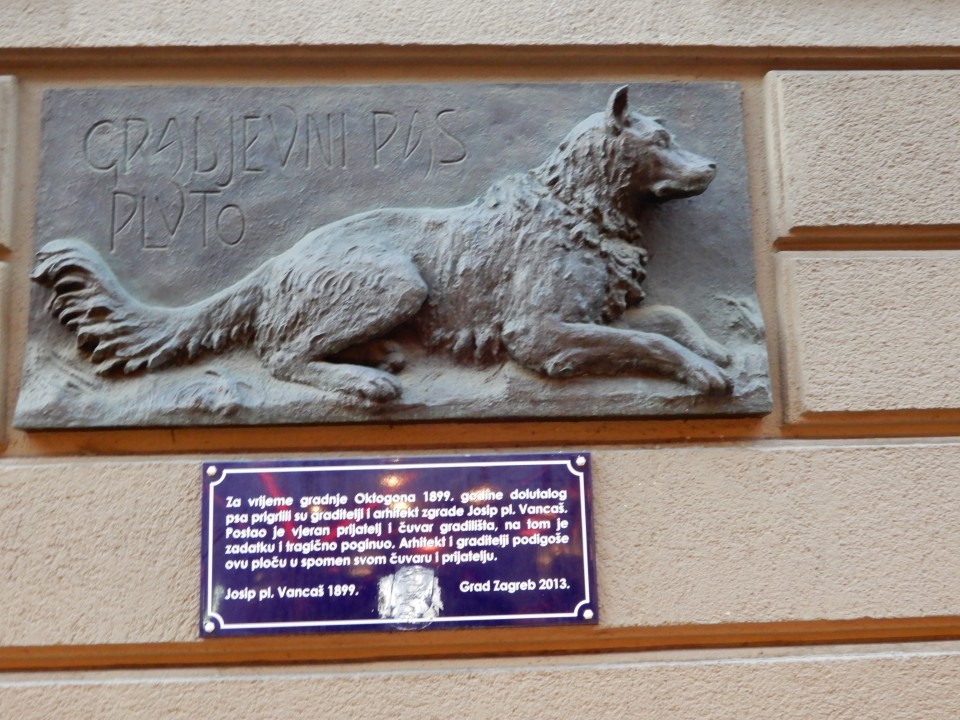 GRALJEVNI PAS
PLVTO
Za vrijeme gradnje Oktogona 1899. godine dolutalog
psa prigrlili su graditelji i arhitekt zgrade Josip pl. Vancaš.
Postao je vjeran prijatelj i čuvar gradilišta, na tom je
zadatku i tragično poginuo. Arhitekt i graditelji podigoše
ovu ploču u spomen svom čuvaru i prijatelju.
Josip pl. Vancaš 1899. Grad Zagreb 2013.